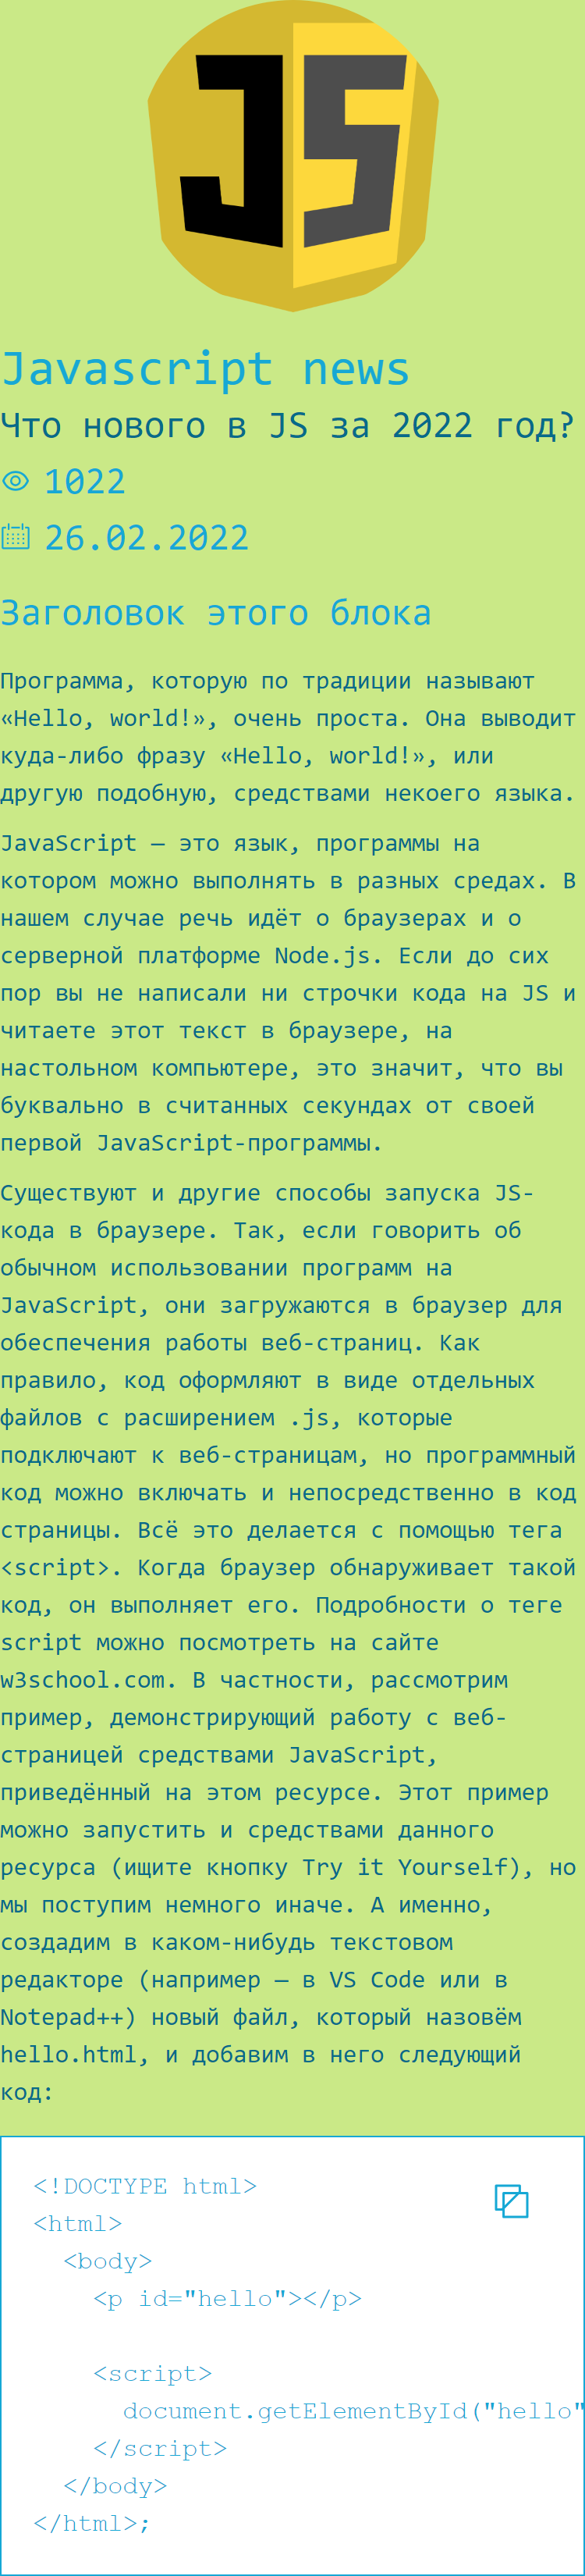 JS
Javascript news
Что нового в JS за 2022 год?
1022
26.02.2022
Заголовок этого блока
Программа, которую по традиции называют
«Hello, world!», очень проста. Она выводит
куда-либо фразу «Hello, world!», или
другую подобную, средствами некоего языка.
JavaScript — это язык, программы на
котором можно выполнять в разных средах. В
нашем случае речь идёт о браузерах и о
серверной платформе Node.js. Если до сих
пор вы не написали ни строчки кода на JS и
читаете этот текст в браузере, на
настольном компьютере, это значит, что вы
буквально в считанных секундах от своей
первой JavaScript-программы.
Существуют и другие способы запуска JS-
кода в браузере. Так, если говорить об
обычном использовании программ на
JavaScript, они загружаются в браузер для
обеспечения работы веб-страниц. Как
правило, код оформляют в виде отдельных
файлов с расширением .js, которые
подключают к веб-страницам, но программный
код можно включать и непосредственно в код
страницы. Всё это делается с помощью тега
<script>. Когда браузер обнаруживает такой
код, он выполняет его. Подробности о теге
script можно посмотреть на сайте
w3school.com. В частности, рассмотрим
пример, демонстрирующий работу с веб-
страницей средствами JavaScript,
приведённый на этом ресурсе. Этот пример
можно запустить и средствами данного
ресурса (ищите кнопку Try it Yourself), но
мы поступим немного иначе. А именно,
создадим в каком-нибудь текстовом
редакторе (например — в VS Code или в
Notepad++) новый файл, который назовём
hello.html, и добавим в него следующий
код:
<!DOCTYPE html>
<html>
<body>
<p id="hello"></p>
<script>
document.getElementById("hello"
</script>
</body>
</html>;